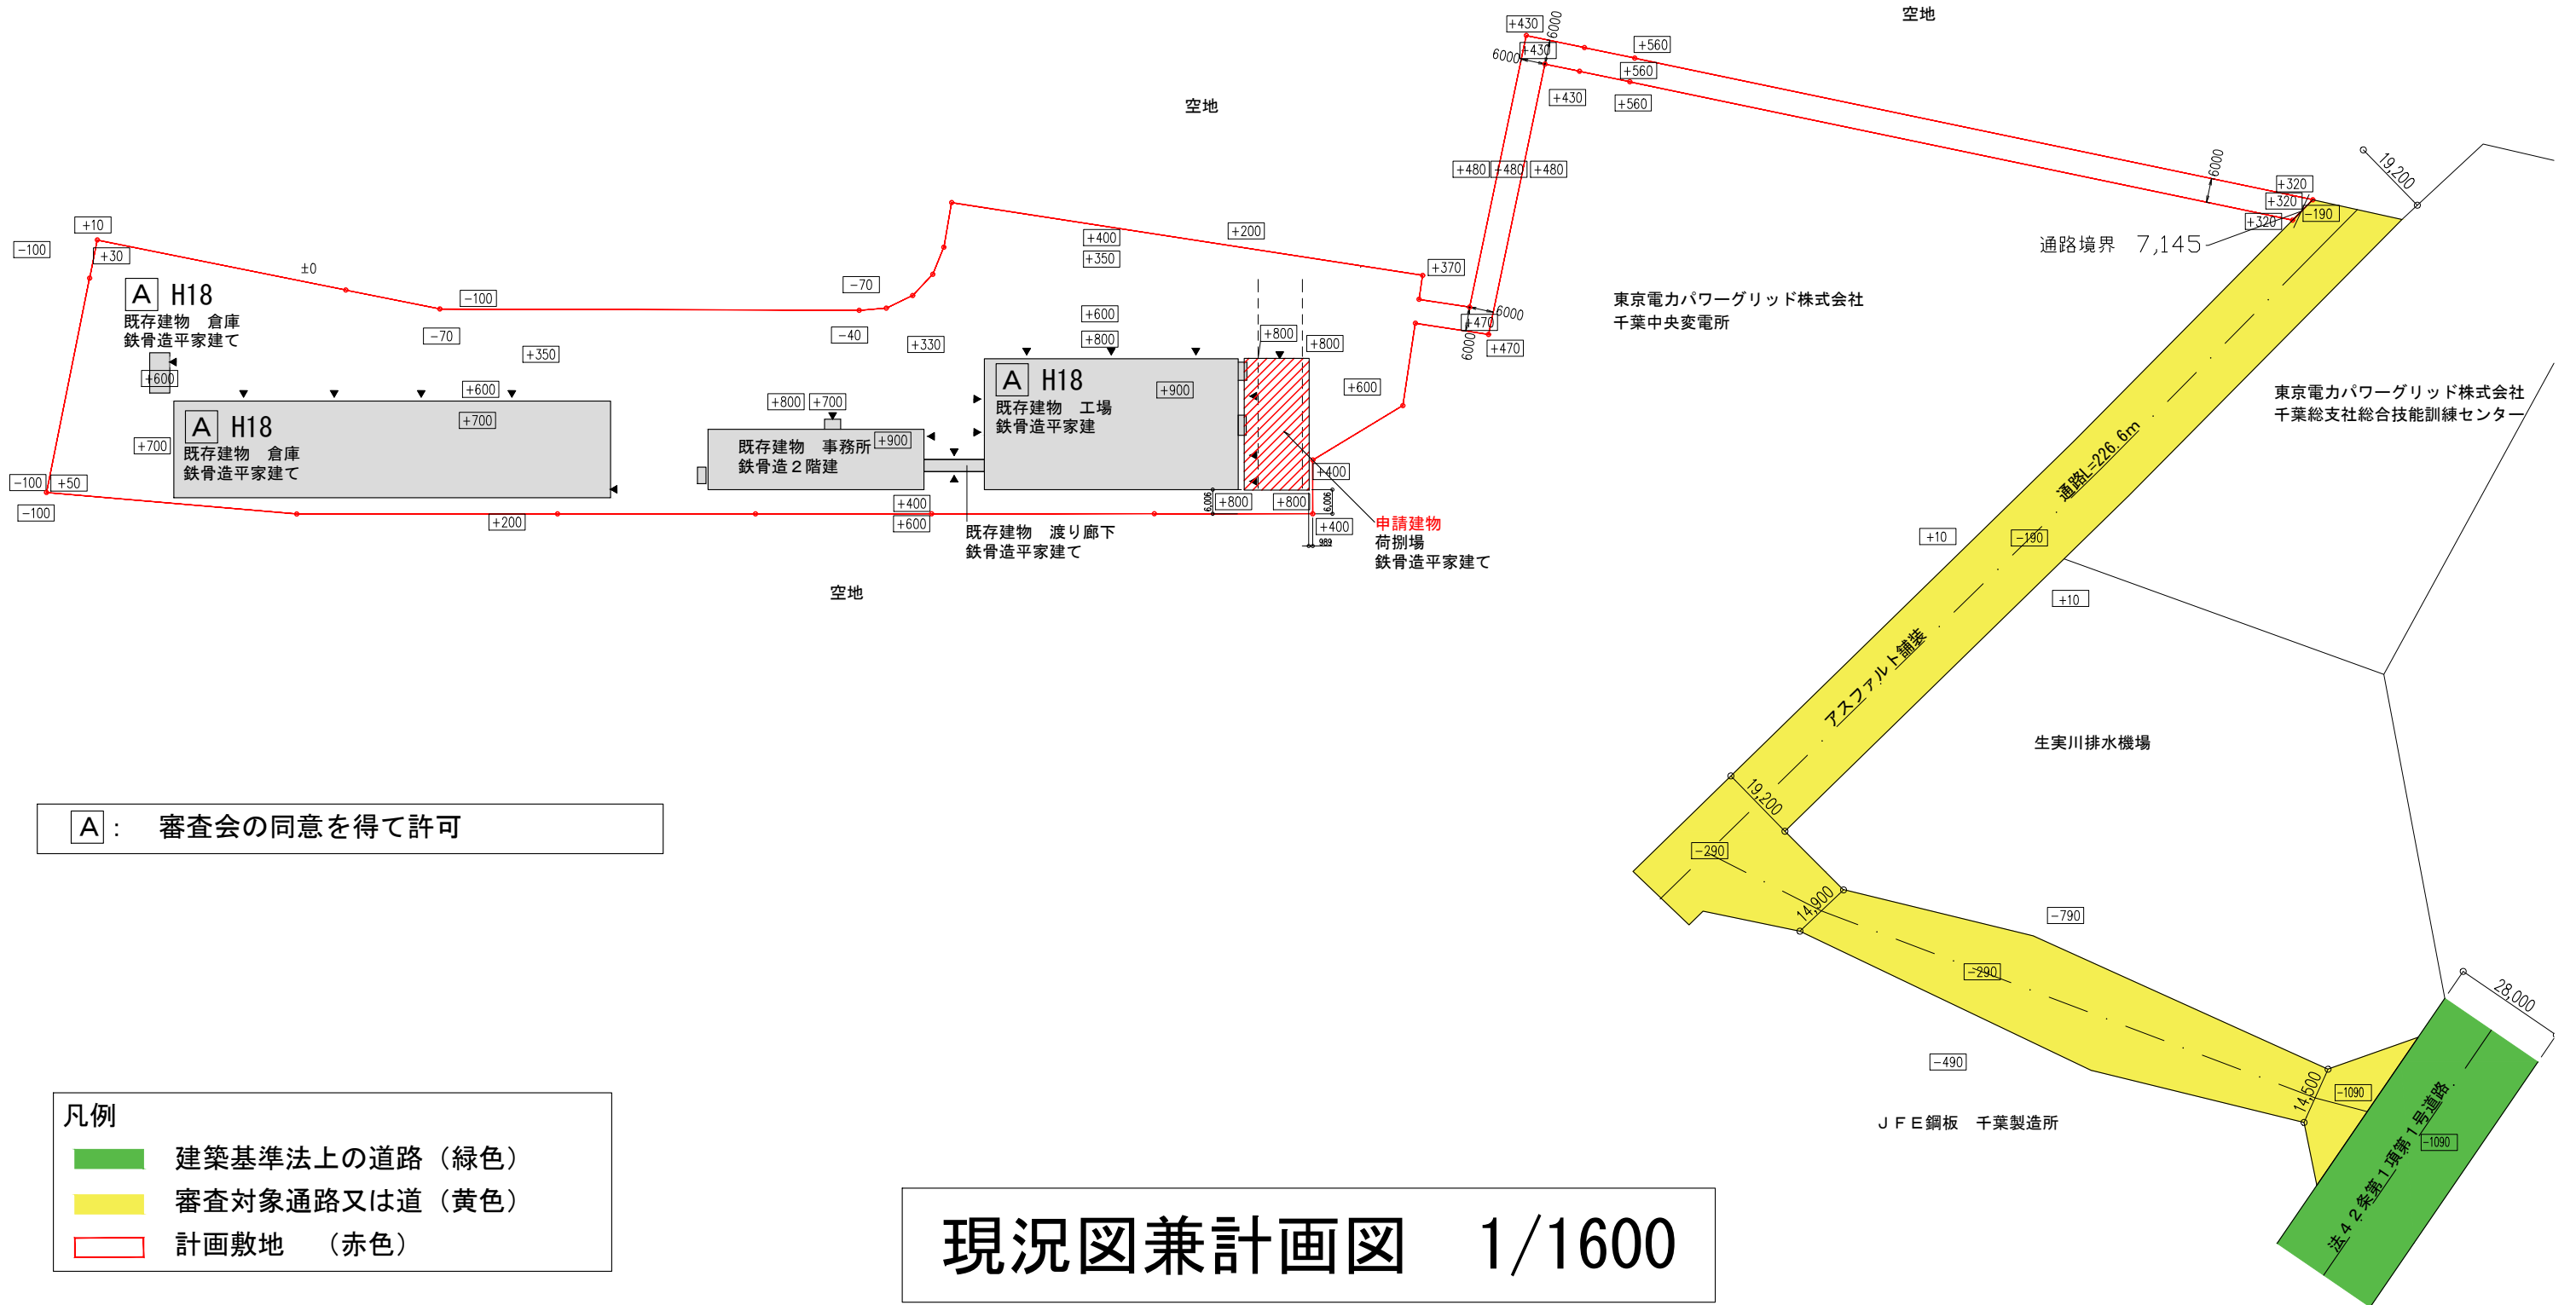 空地
+430
6000
+430
6000
+560
+560
+430
+560
空地
+480
+480
+480
6000
+320
+320
+320
-190
19,200
通路境界 7,145
-100
+10
+30
±0
-100
-70
-70
-40
+330
+350
+400
+350
+200
+370
+470
6000
6000
+470
東京電力パワーグリッド株式会社
千葉中央変電所
東京電力パワーグリッド株式会社
千葉総支社総合技能訓練センター
A H18
既存建物 倉庫
鉄骨造平家建て
+600
+600
+700
+700
A H18
既存建物 倉庫
鉄骨造平家建て
-100
+50
-100
+200
+800
+700
既存建物 事務所
鉄骨造2階建
+900
+400
+600
+600
+800
A H18
既存建物 工場
鉄骨造平家建
+900
+800
+800
+600
+400
6,006
+800
+800
6,006
+400
989
既存建物 渡り廊下
鉄骨造平家建て
申請建物
荷捌場
鉄骨造平家建て
空地
通路L=226.6m
+10
-190
+10
アスファルト舗装
生実川排水機場
19,200
-290
14,900
-790
-290
-490
JFE鋼板 千葉製造所
14,500
-1090
28,000
法42条第1項第1号道路
-1090
A: 審査会の同意を得て許可
凡例
建築基準法上の道路(緑色)
審査対象通路又は道(黄色)
計画敷地 (赤色)
現況図兼計画図 1/1600